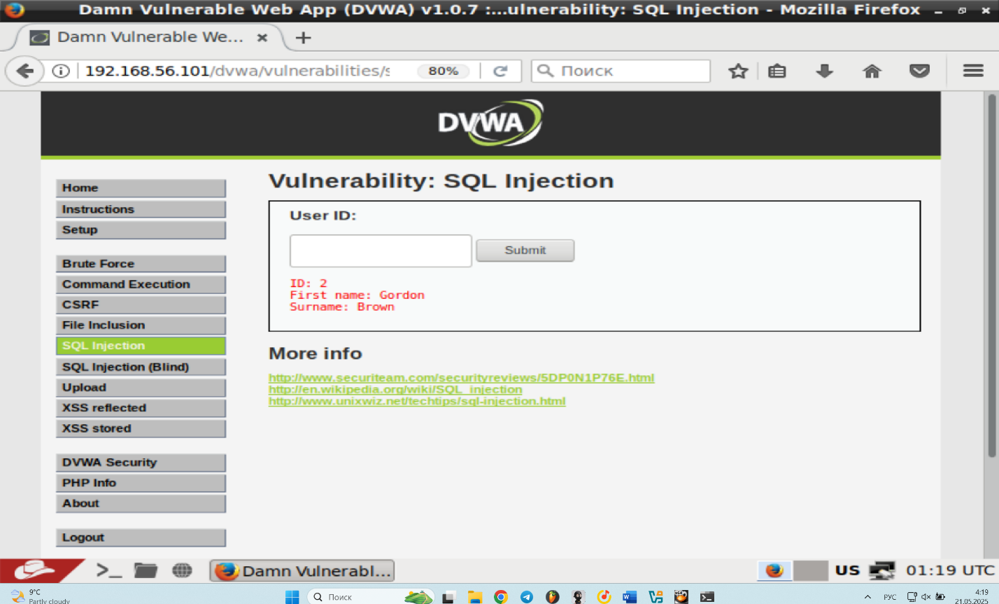 Damn Vulnerable Web App (DVWA) v1.0.7 :...ulnerability: SQL Injection - Mozilla Firefox
Damn Vulnerable We...
192.168.56.101/dvwa/vulnerabilities/s
80%
Поиск
DVWA
Home
Instructions
Setup
Brute Force
Command Execution
CSRF
File Inclusion
SQL Injection
SQL Injection (Blind)
Upload
XSS reflected
XSS stored
DVWA Security
PHP Info
About
Logout
Vulnerability: SQL Injection
User ID:
Submit
ID: 2
First name: Gordon
Surname: Brown
More info
http://www.securiteam.com/securityreviews/5DP0N1P76E.html
http://en.wikipedia.org/wiki/SQL_injection
http://www.unixwiz.net/techtips/sql-injection.html
Damn Vulnerabl...
US
01:19 UTC
9°C
Partly cloudy
Поиск
РУС
4:19
21.05.2025